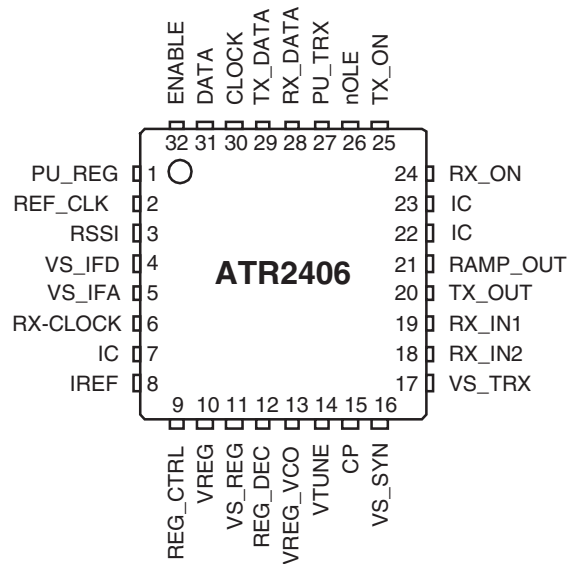 ENABLE
DATA
CLOCK
TX_DATA
RX_DATA
PU_TRX
nOLE
TX_ON
32 31 30 29 28 27 26 25
PU_REG 1
REF_CLK 2
RSSI 3
VS_IFD 4
VS_IFA 5
RX-CLOCK 6
IC 7
IREF 8
ATR2406
24 RX_ON
23 IC
22 IC
21 RAMP_OUT
20 TX_OUT
19 RX_IN1
18 RX_IN2
17 VS_TRX
9 10 11 12 13 14 15 16
REG_CTRL
VREG
VS_REG
REG_DEC
VREG_VCO
VTUNE
CP
VS_SYN